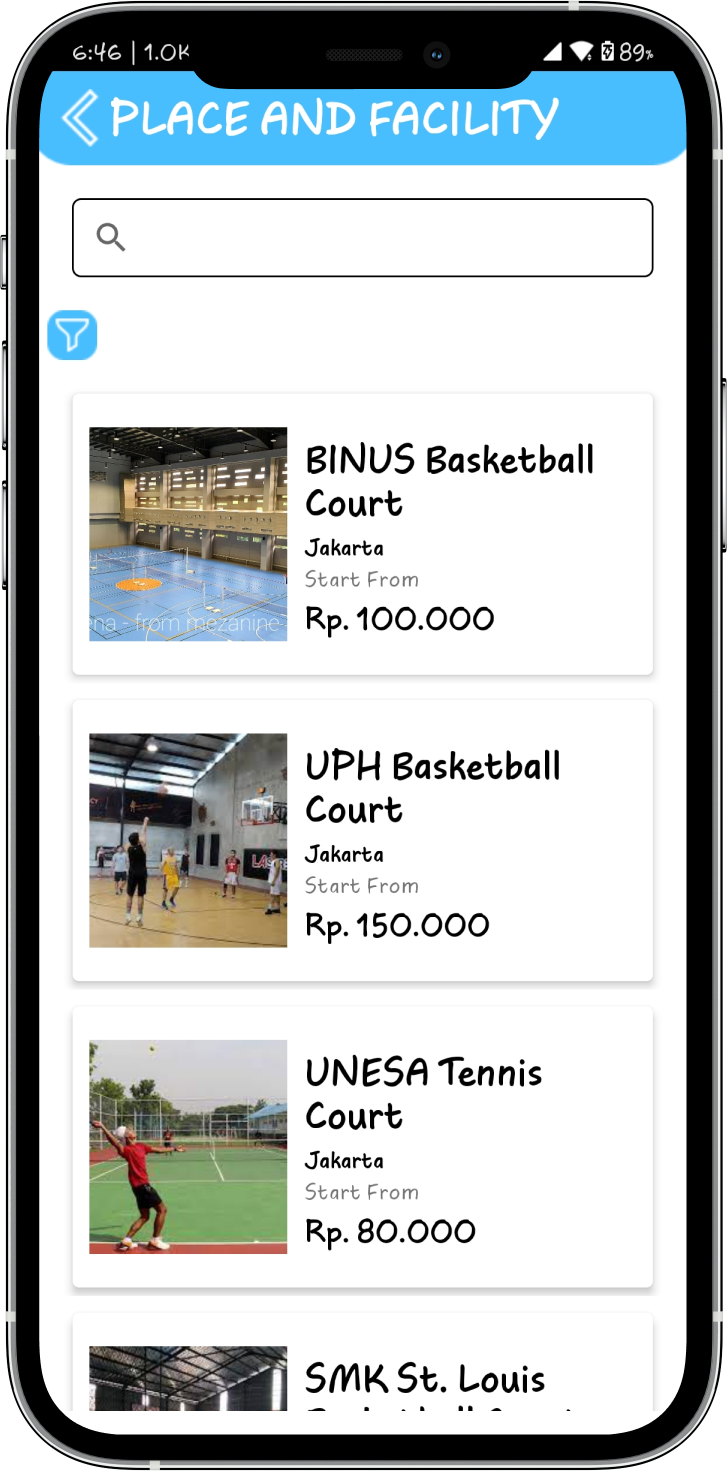 6:46 | 1.0K
89%
PLACE AND FACILITY
BINUS Basketball
Court
Jakarta
Start From
Rp. 100.000
- from mezanine
UPH Basketball
Court
Jakarta
Start From
Rp. 150.000
UNESA Tennis
Court
Jakarta
Start From
Rp. 80.000
SMK St. Louis